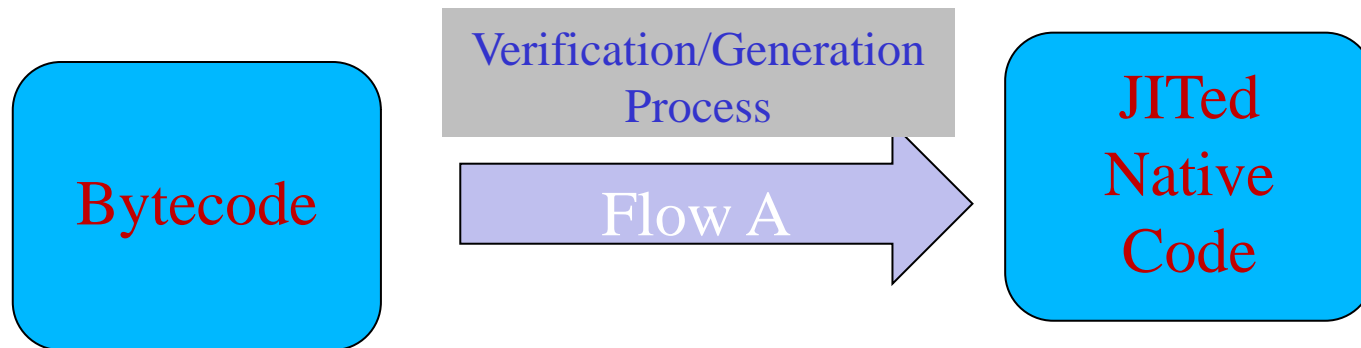 Verification/Generation
Process
Bytecode
Flow A
JITed
Native
Code